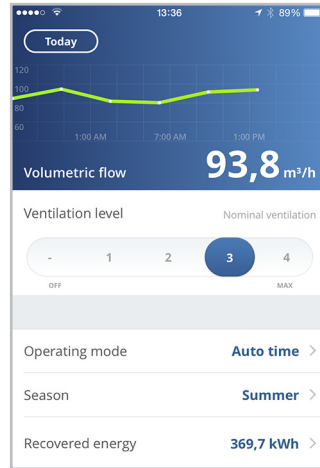 13:36 89%
Today
120
100
80
60
1:00 AM 7:00 AM 1:00 PM
Volumetric flow 93,8 m³/h
Ventilation level Nominal ventilation
- 1 2 3 4
OFF MAX
Operating mode Auto time
Season Summer
Recovered energy 369,7 kWh